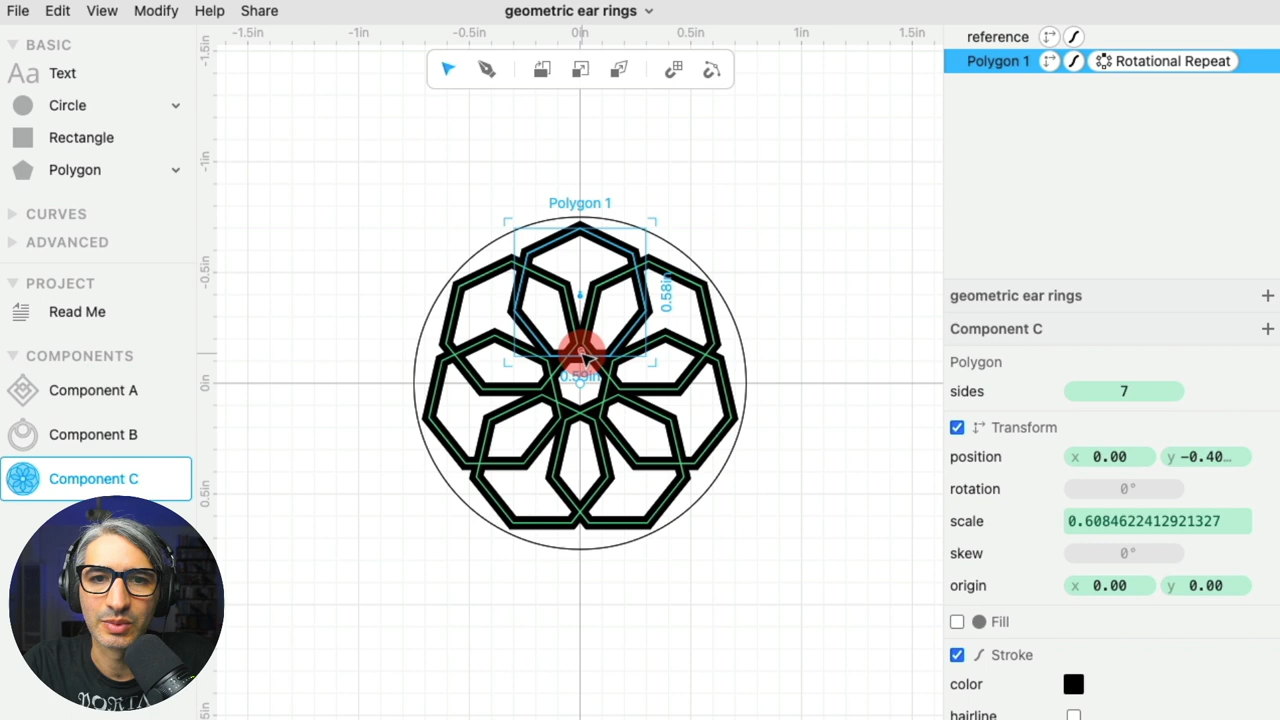 File Edit View Modify Help Share
geometric ear rings
BASIC
Aa Text
Circle
Rectangle
Polygon
CURVES
ADVANCED
PROJECT
Read Me
COMPONENTS
Component A
Component B
Component C
-1.5in -1in -0.5in 0in 0.5in 1in 1.5in
-1.5in
-1in
-0.5in
0in
0.5in
5in
Polygon 1
0.58in
0.59in
reference
Polygon 1 Rotational Repeat
geometric ear rings +
Component C +
Polygon
sides 7
Transform
position x 0.00 y -0.40…
rotation 0°
scale 0.6084622412921327
skew 0°
origin x 0.00 y 0.00
Fill
Stroke
color
hairline